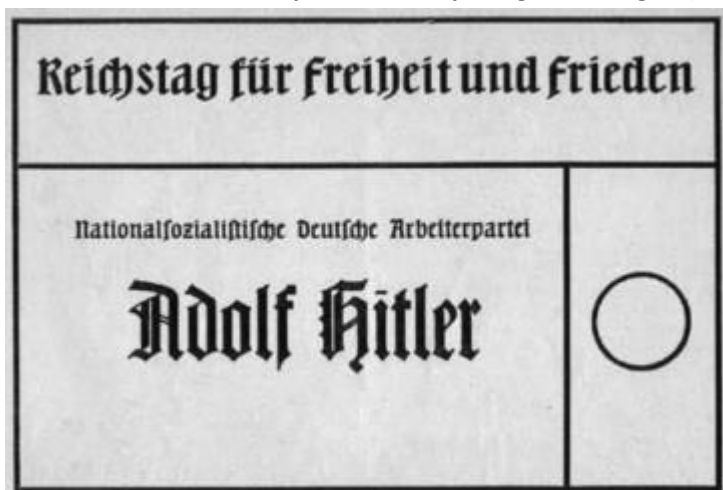 Reichstag für Freiheit und Frieden
Nationalsozialistische Deutsche Arbeiterpartei
Adolf Hitler